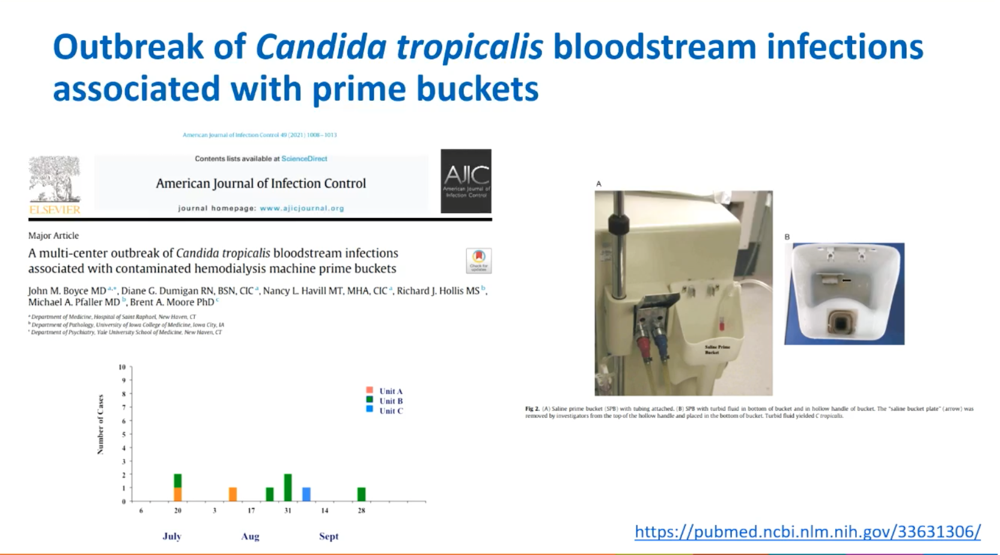 Outbreak of Candida tropicalis bloodstream infections
associated with prime buckets
American Journal of Infection Control 49 (2021) 1008–1013
Contents lists available at ScienceDirect
American Journal of Infection Control
journal homepage: www.ajicjournal.org
ELSEVIER
AJIC
American Journal of
Infection Control
Major Article
A multi-center outbreak of Candida tropicalis bloodstream infections
associated with contaminated hemodialysis machine prime buckets
Check for
updates
John M. Boyce MD a,*, Diane G. Dumigan RN, BSN, CIC a, Nancy L. Havill MT, MHA, CIC a, Richard J. Hollis MS b,
Michael A. Pfaller MD b, Brent A. Moore PhD c
a Department of Medicine, Hospital of Saint Raphael, New Haven, CT
b Department of Pathology, University of Iowa College of Medicine, Iowa City, IA
c Department of Psychiatry, Yale University School of Medicine, New Haven, CT
Number of Cases
10
9
8
7
6
5
4
3
2
1
0
Unit A
Unit B
Unit C
6 20 3 17 31 14 28
July Aug Sept
A
Saline Prime
Bucket
B
Fig 2. (A) Saline prime bucket (SPB) with tubing attached. (B) SPB with turbid fluid in bottom of bucket and in hollow handle of bucket. The "saline bucket plate" (arrow) was
removed by investigators from the top of the hollow handle and placed in the bottom of bucket. Turbid fluid yielded C tropicalis.
https://pubmed.ncbi.nlm.nih.gov/33631306/